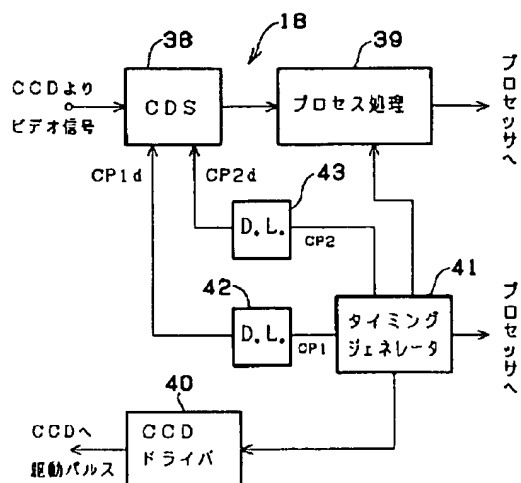 38
18
39
CCDより
ビデオ信号
CDS
プロセス処理
プロセッサへ
CP1d
CP2d
43
D.L.
CP2
42
D.L.
CP1
41
タイミング
ジェネレータ
プロセッサへ
40
CCDへ
駆動パルス
CCD
ドライバ